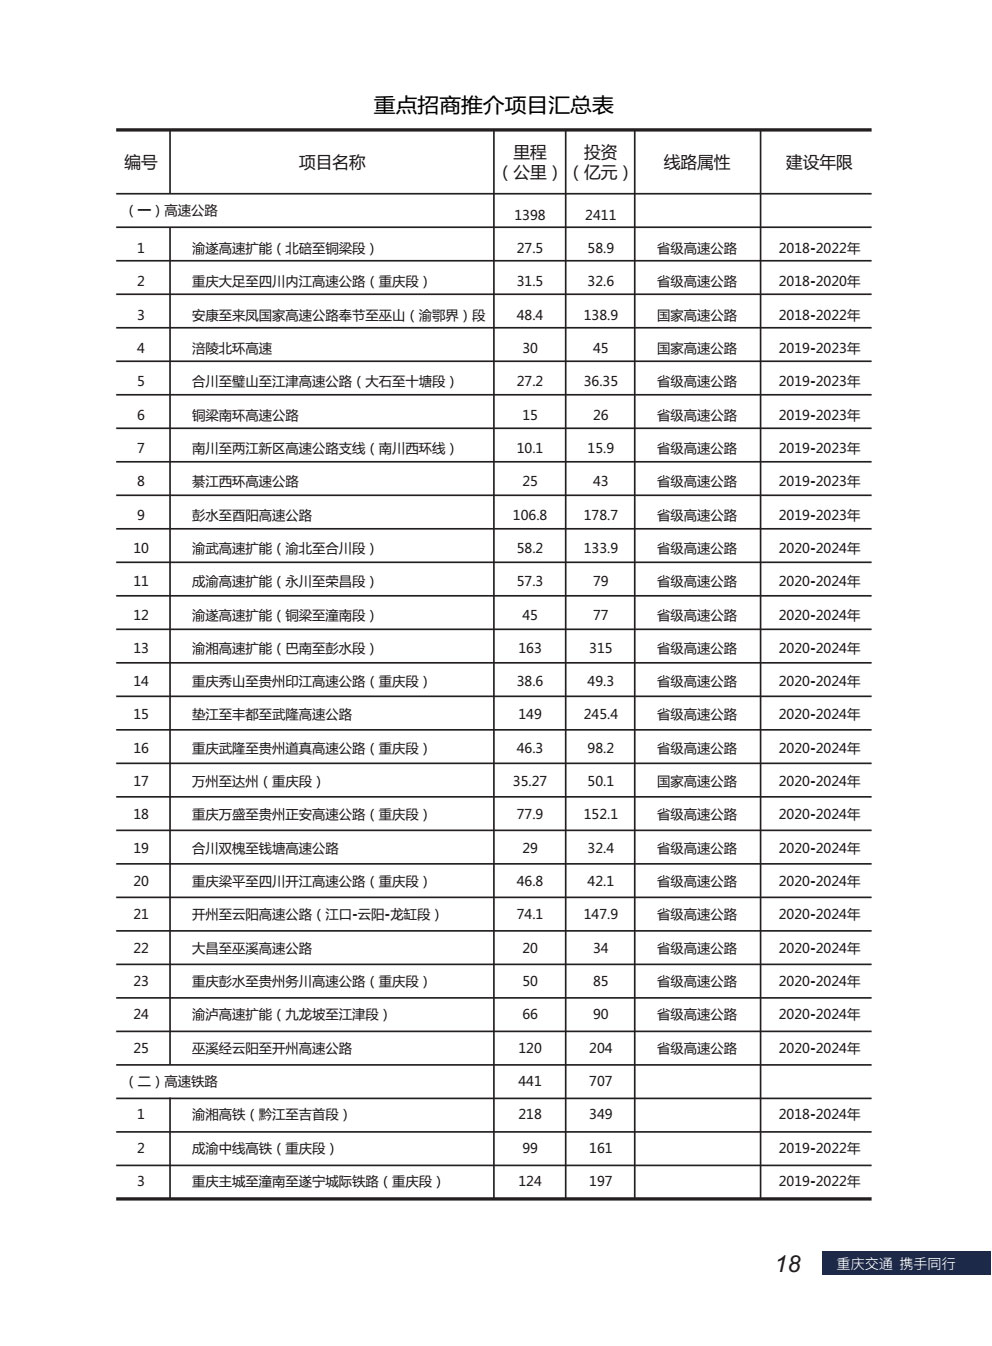 重点招商推介项目汇总表
编号 项目名称 里程（公里） 投资（亿元） 线路属性 建设年限
（一）高速公路 1398 2411
1 渝遂高速扩能（北碚至铜梁段） 27.5 58.9 省级高速公路 2018-2022年
2 重庆大足至四川内江高速公路（重庆段） 31.5 32.6 省级高速公路 2018-2020年
3 安康至来凤国家高速公路奉节至巫山（渝鄂界）段 48.4 138.9 国家高速公路 2018-2022年
4 涪陵北环高速 30 45 国家高速公路 2019-2023年
5 合川至璧山至江津高速公路（大石至十塘段） 27.2 36.35 省级高速公路 2019-2023年
6 铜梁南环高速公路 15 26 省级高速公路 2019-2023年
7 南川至两江新区高速公路支线（南川西环线） 10.1 15.9 省级高速公路 2019-2023年
8 綦江西环高速公路 25 43 省级高速公路 2019-2023年
9 彭水至酉阳高速公路 106.8 178.7 省级高速公路 2019-2023年
10 渝武高速扩能（渝北至合川段） 58.2 133.9 省级高速公路 2020-2024年
11 成渝高速扩能（永川至荣昌段） 57.3 79 省级高速公路 2020-2024年
12 渝遂高速扩能（铜梁至潼南段） 45 77 省级高速公路 2020-2024年
13 渝湘高速扩能（巴南至彭水段） 163 315 省级高速公路 2020-2024年
14 重庆秀山至贵州印江高速公路（重庆段） 38.6 49.3 省级高速公路 2020-2024年
15 垫江至丰都至武隆高速公路 149 245.4 省级高速公路 2020-2024年
16 重庆武隆至贵州道真高速公路（重庆段） 46.3 98.2 省级高速公路 2020-2024年
17 万州至达州（重庆段） 35.27 50.1 国家高速公路 2020-2024年
18 重庆万盛至贵州正安高速公路（重庆段） 77.9 152.1 省级高速公路 2020-2024年
19 合川双槐至钱塘高速公路 29 32.4 省级高速公路 2020-2024年
20 重庆梁平至四川开江高速公路（重庆段） 46.8 42.1 省级高速公路 2020-2024年
21 开州至云阳高速公路（江口-云阳-龙缸段） 74.1 147.9 省级高速公路 2020-2024年
22 大昌至巫溪高速公路 20 34 省级高速公路 2020-2024年
23 重庆彭水至贵州务川高速公路（重庆段） 50 85 省级高速公路 2020-2024年
24 渝泸高速扩能（九龙坡至江津段） 66 90 省级高速公路 2020-2024年
25 巫溪经云阳至开州高速公路 120 204 省级高速公路 2020-2024年
（二）高速铁路 441 707
1 渝湘高铁（黔江至吉首段） 218 349 2018-2024年
2 成渝中线高铁（重庆段） 99 161 2019-2022年
3 重庆主城至潼南至遂宁城际铁路（重庆段） 124 197 2019-2022年
18 重庆交通 携手同行